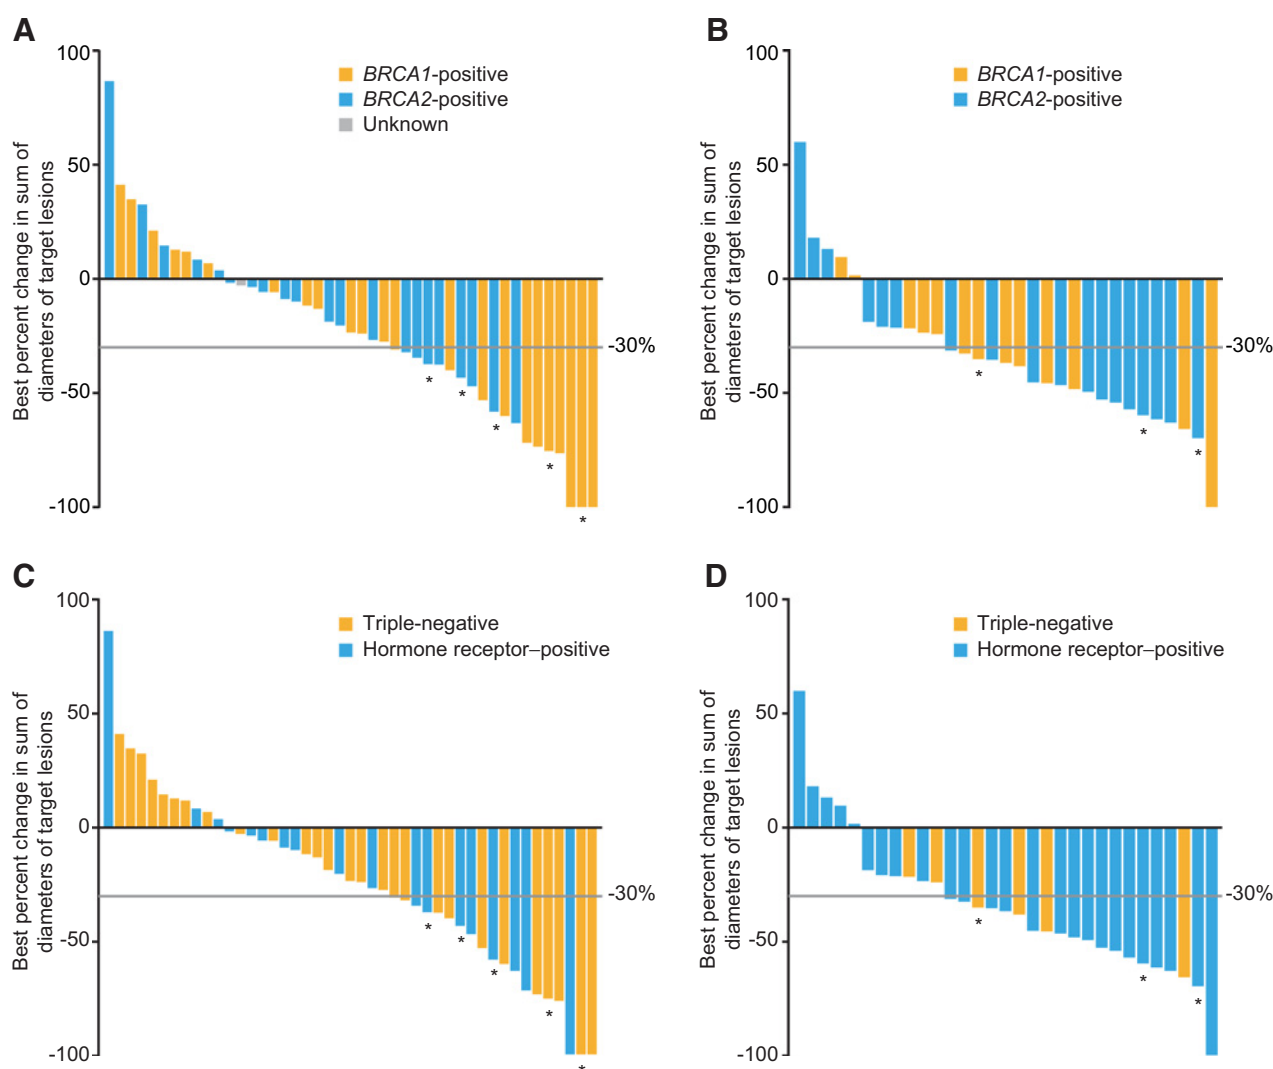 A
Best percent change in sum of
diameters of target lesions
100
50
0
-50
-100
BRCA1-positive
BRCA2-positive
Unknown
-30%
*
*
*
*
*
B
Best percent change in sum of
diameters of target lesions
100
50
0
-50
-100
BRCA1-positive
BRCA2-positive
-30%
*
*
*
C
Best percent change in sum of
diameters of target lesions
100
50
0
-50
-100
Triple-negative
Hormone receptor–positive
-30%
*
*
*
*
*
D
Best percent change in sum of
diameters of target lesions
100
50
0
-50
-100
Triple-negative
Hormone receptor–positive
-30%
*
*
*